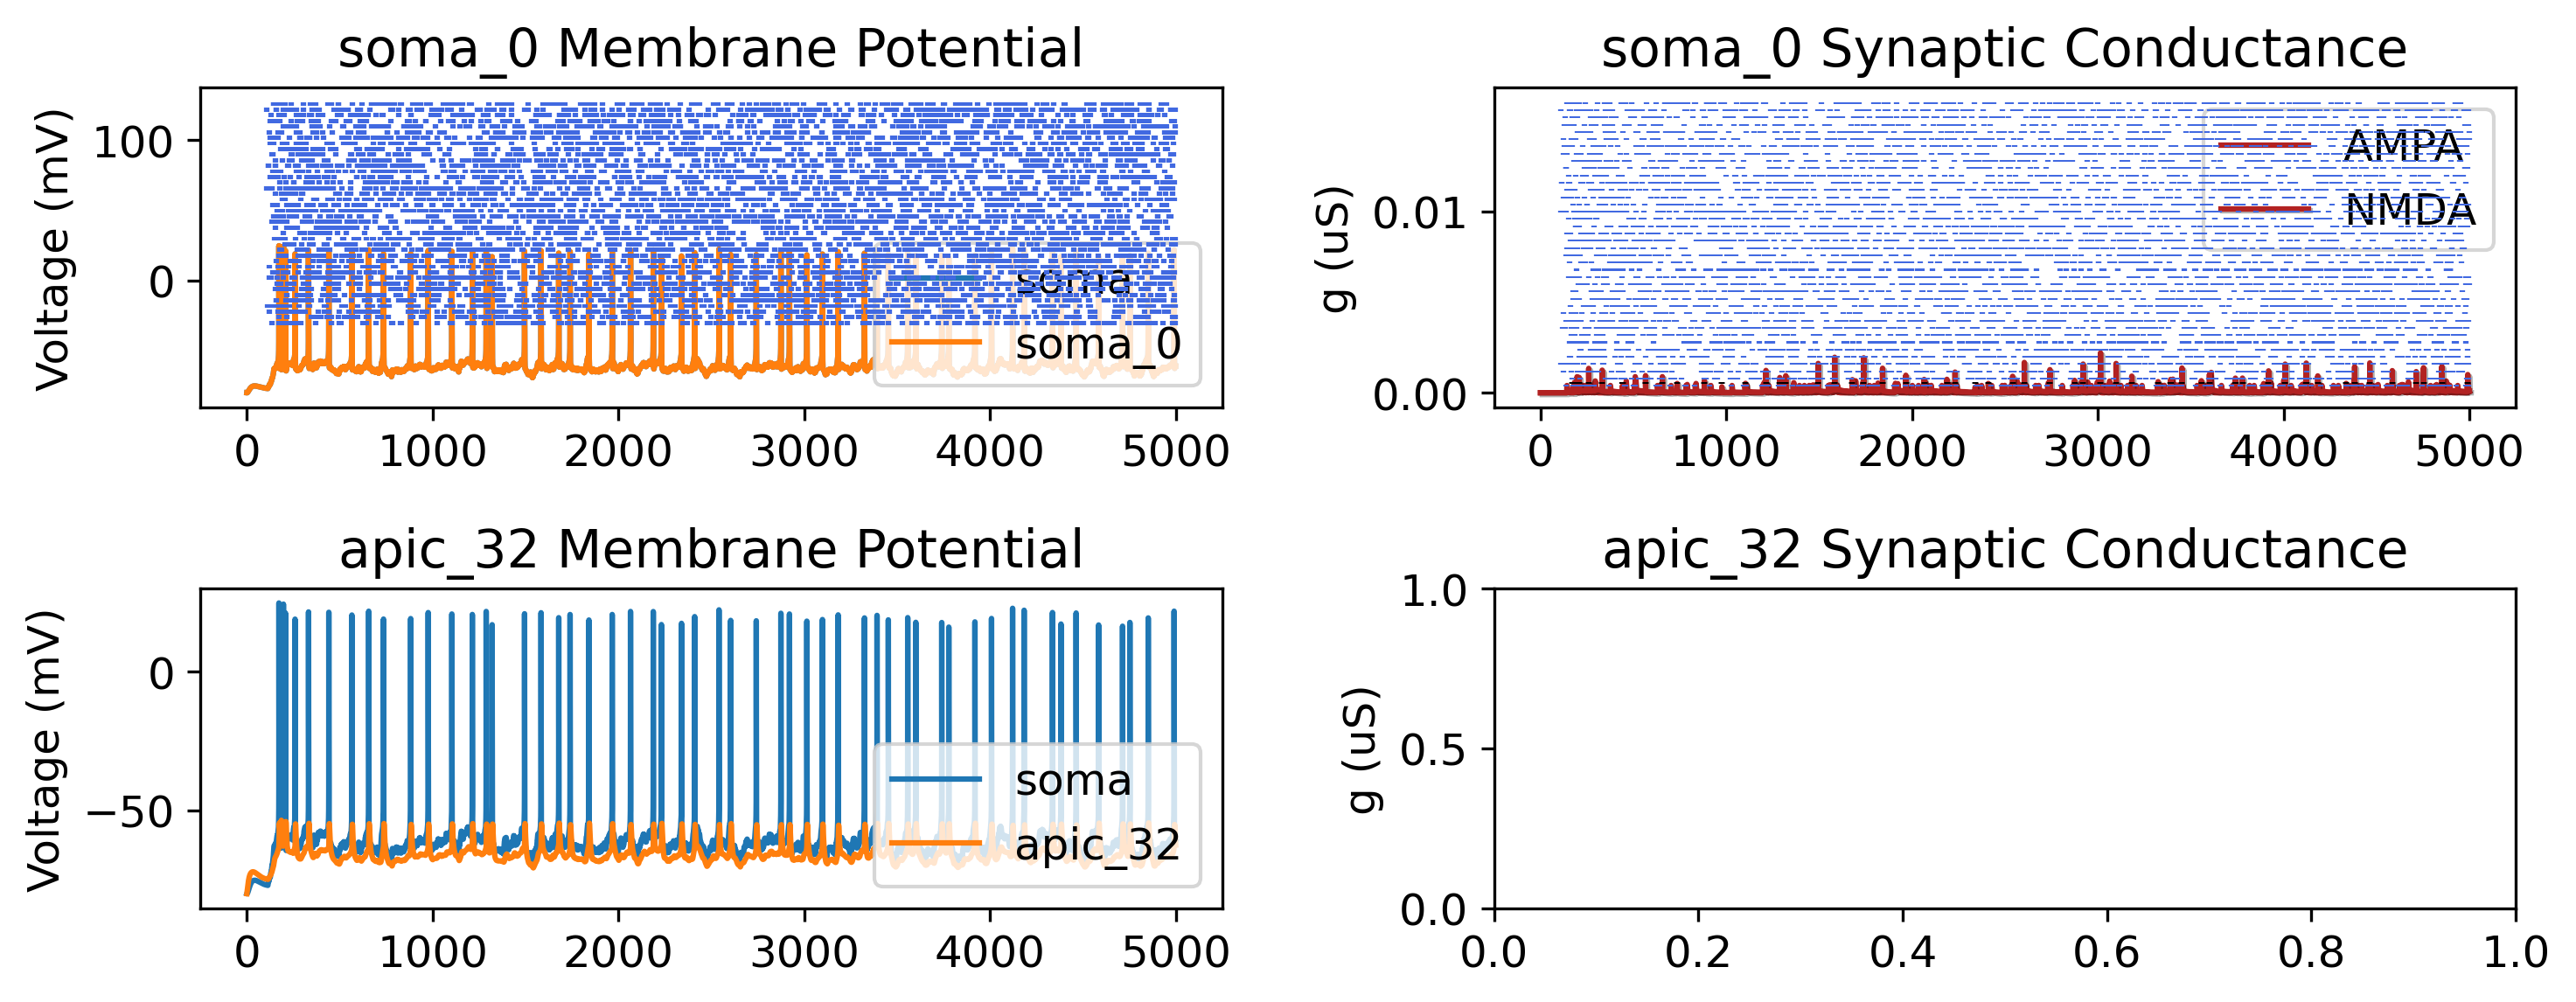 soma_0 Membrane Potential
Voltage (mV)
100
0
soma
soma_0
0 1000 2000 3000 4000 5000
soma_0 Synaptic Conductance
g (uS)
0.01
0.00
AMPA
NMDA
0 1000 2000 3000 4000 5000
apic_32 Membrane Potential
Voltage (mV)
0
−50
soma
apic_32
0 1000 2000 3000 4000 5000
apic_32 Synaptic Conductance
g (uS)
1.0
0.5
0.0
0.0 0.2 0.4 0.6 0.8 1.0